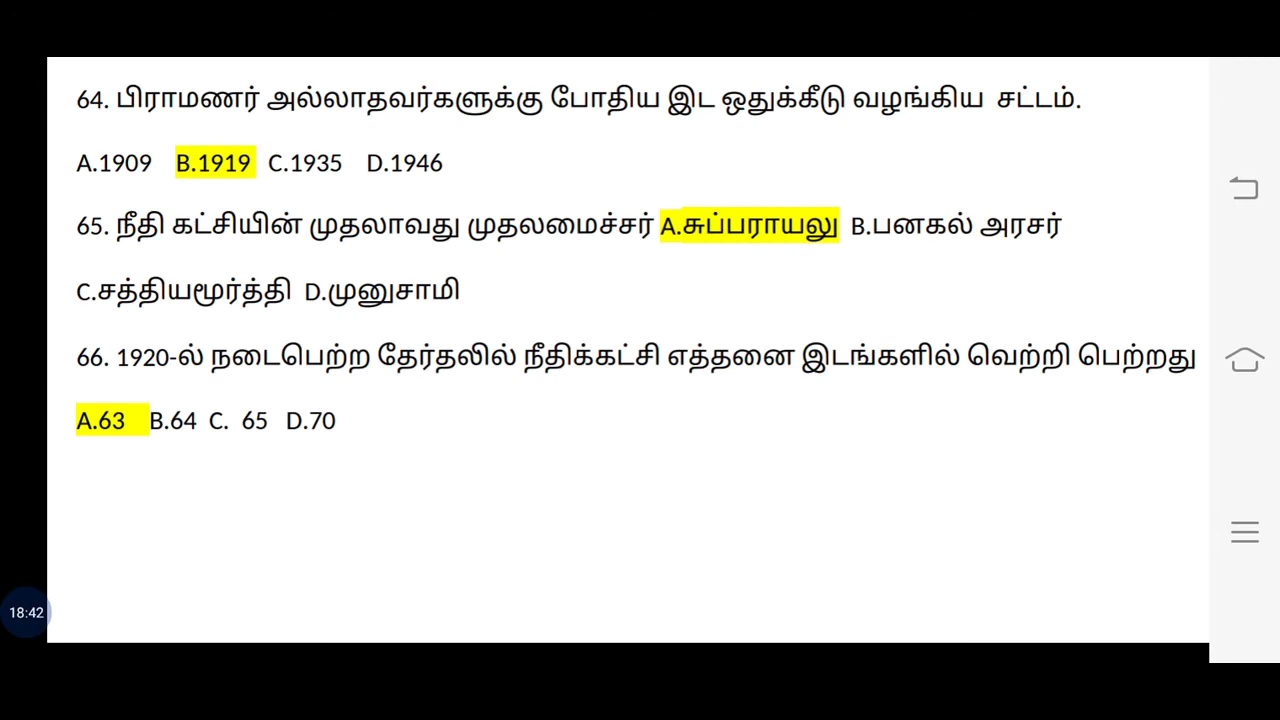 64. பிராமணர் அல்லாதவர்களுக்கு போதிய இட ஒதுக்கீடு வழங்கிய சட்டம்.
A.1909 B.1919 C.1935 D.1946
65. நீதி கட்சியின் முதலாவது முதலமைச்சர் A.சுப்பராயலு B.பனகல் அரசர்
C.சத்தியமூர்த்தி D.முனுசாமி
66. 1920-ல் நடைபெற்ற தேர்தலில் நீதிக்கட்சி எத்தனை இடங்களில் வெற்றி பெற்றது
A.63 B.64 C. 65 D.70
18:42